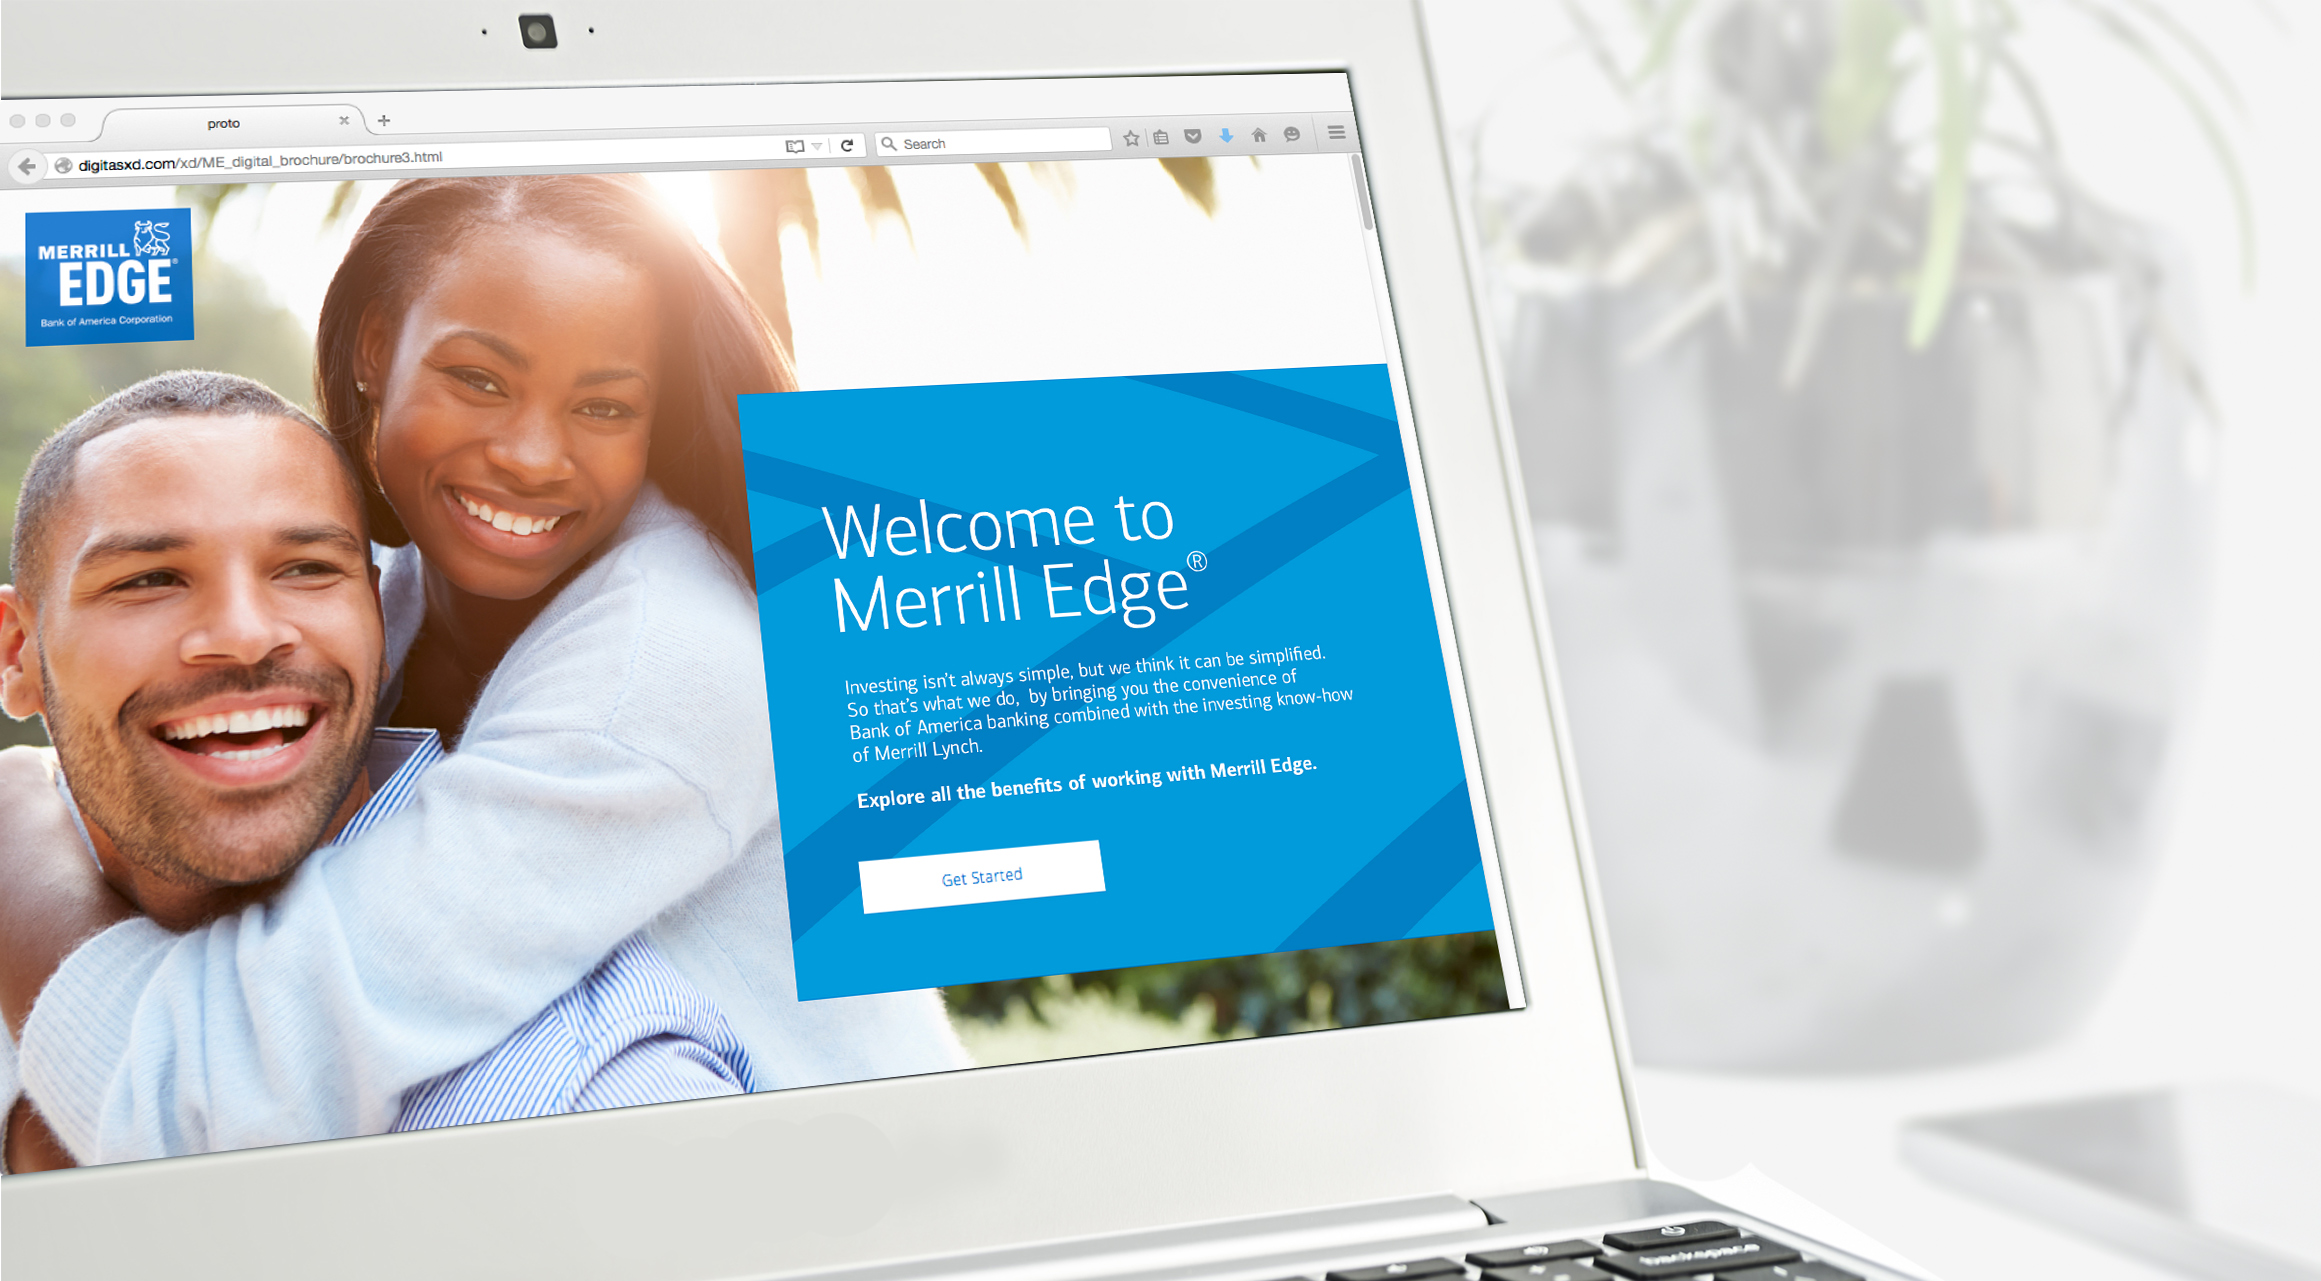 proto
digitasxd.com/xd/ME_digital_brochure/brochure3.html
Search
MERRILL
EDGE®
Bank of America Corporation
Welcome to
Merrill Edge®
Investing isn't always simple, but we think it can be simplified.
So that's what we do, by bringing you the convenience of
Bank of America banking combined with the investing know-how
of Merrill Lynch.
Explore all the benefits of working with Merrill Edge.
Get Started
backspace